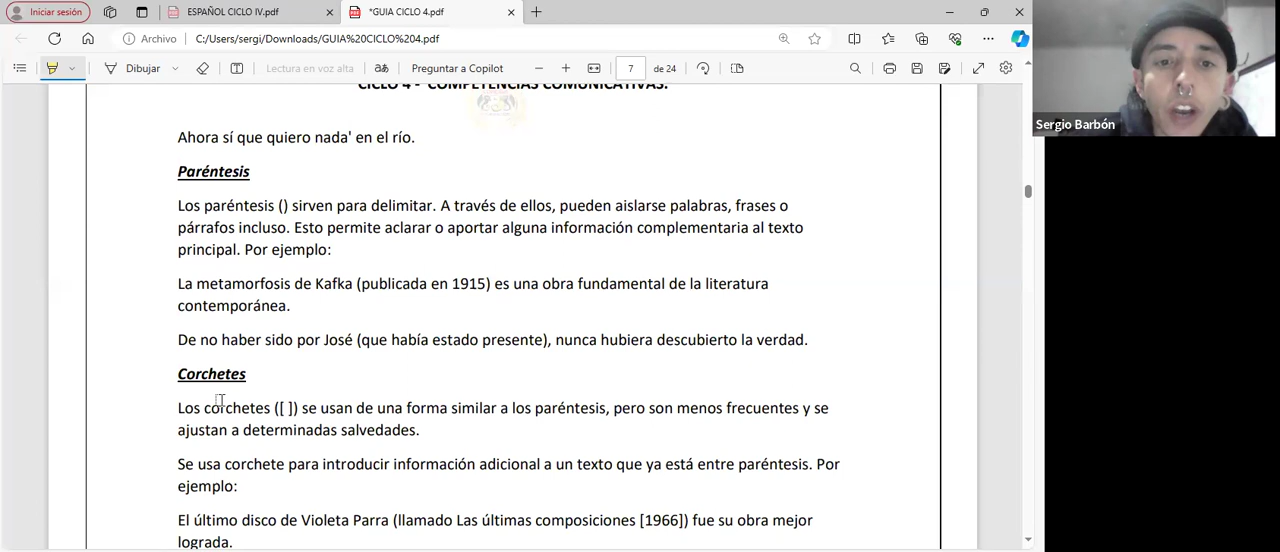 Iniciar sesión
ESPAÑOL CICLO IV.pdf
*GUIA CICLO 4.pdf
Archivo
C:/Users/sergi/Downloads/GUIA%20CICLO%204.pdf
Dibujar
Lectura en voz alta
aあ
Preguntar a Copilot
7
de 24
Sergio Barbón
CICLO 4 - COMPETENCIAS COMUNICATIVAS.
Ahora sí que quiero nada' en el río.
Paréntesis
Los paréntesis () sirven para delimitar. A través de ellos, pueden aislarse palabras, frases o
párrafos incluso. Esto permite aclarar o aportar alguna información complementaria al texto
principal. Por ejemplo:
La metamorfosis de Kafka (publicada en 1915) es una obra fundamental de la literatura
contemporánea.
De no haber sido por José (que había estado presente), nunca hubiera descubierto la verdad.
Corchetes
Los corchetes ([ ]) se usan de una forma similar a los paréntesis, pero son menos frecuentes y se
ajustan a determinadas salvedades.
Se usa corchete para introducir información adicional a un texto que ya está entre paréntesis. Por
ejemplo:
El último disco de Violeta Parra (llamado Las últimas composiciones [1966]) fue su obra mejor
lograda.